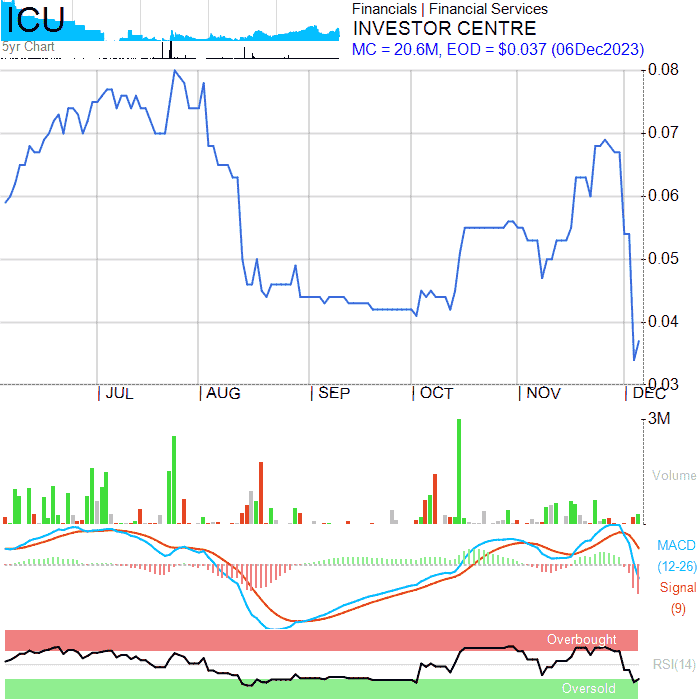 ICU
5yr Chart
Financials | Financial Services
INVESTOR CENTRE
MC = 20.6M, EOD = $0.037 (06Dec2023)
0.08
0.07
0.06
0.05
0.04
0.03
JUL AUG SEP OCT NOV DEC
3M
Volume
MACD
(12-26)
Signal
(9)
Overbought
RSI(14)
Oversold